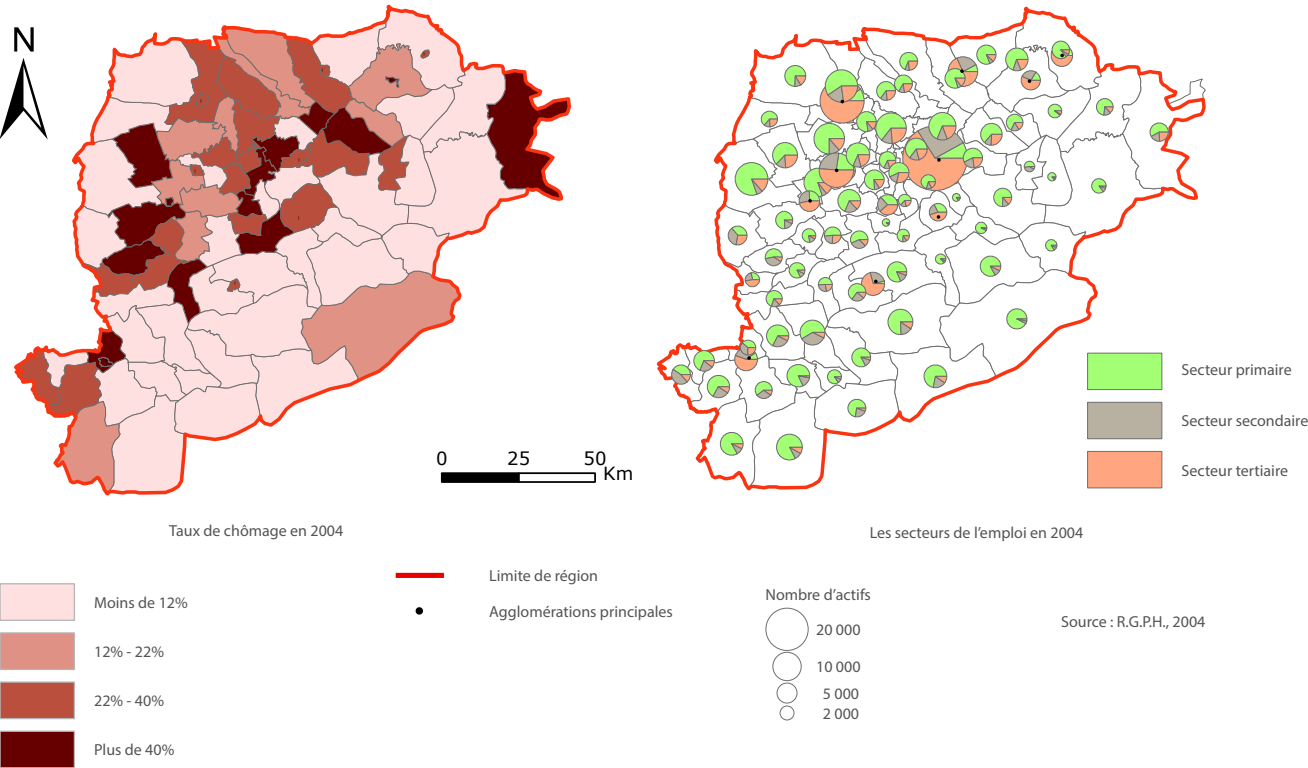 N
0 25 50 Km
Secteur primaire
Secteur secondaire
Secteur tertiaire
Taux de chômage en 2004
Les secteurs de l'emploi en 2004
Moins de 12%
12% - 22%
22% - 40%
Plus de 40%
Limite de région
Agglomérations principales
Nombre d'actifs
20 000
10 000
5 000
2 000
Source : R.G.P.H., 2004